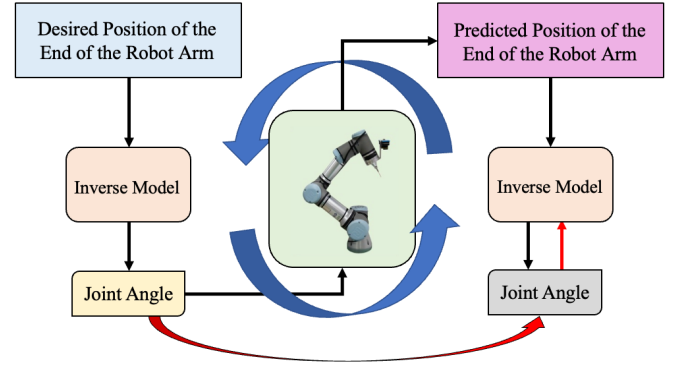 Desired Position of the
End of the Robot Arm
Predicted Position of the
End of the Robot Arm
Inverse Model
Inverse Model
Joint Angle
Joint Angle